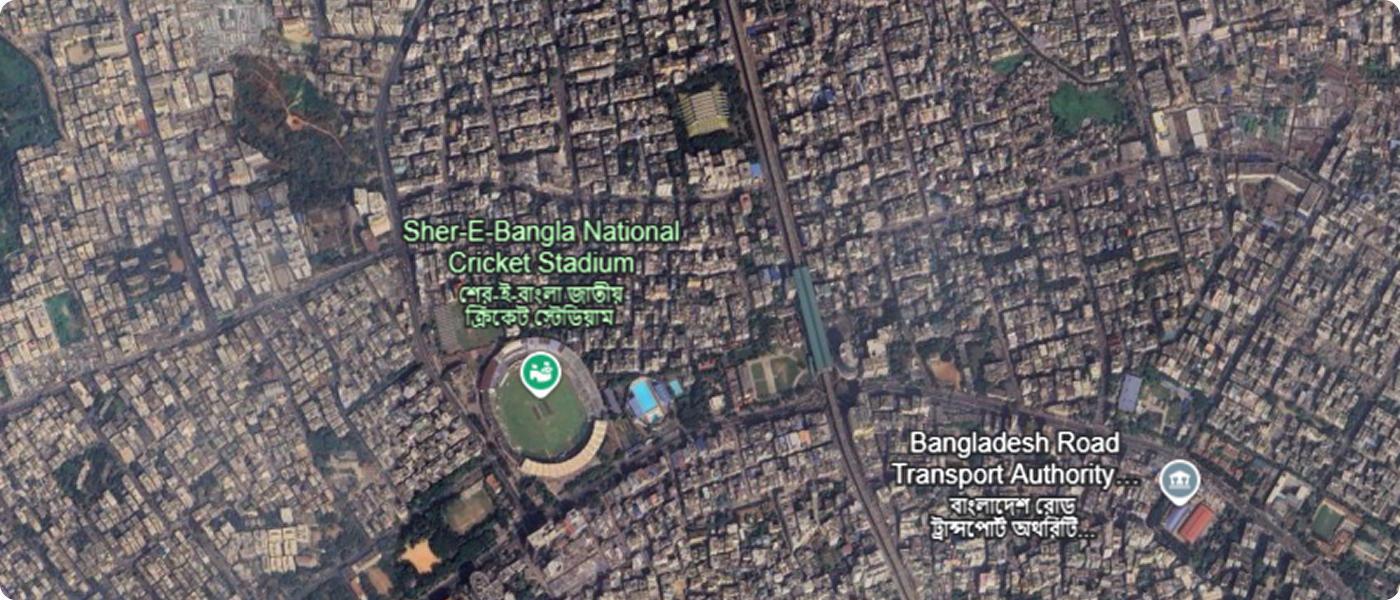 Sher-E-Bangla National
Cricket Stadium
শের-ই-বাংলা জাতীয়
ক্রিকেট স্টেডিয়াম
Bangladesh Road
Transport Authority...
বাংলাদেশ রোড
ট্রান্সপোর্ট অথরিটি...